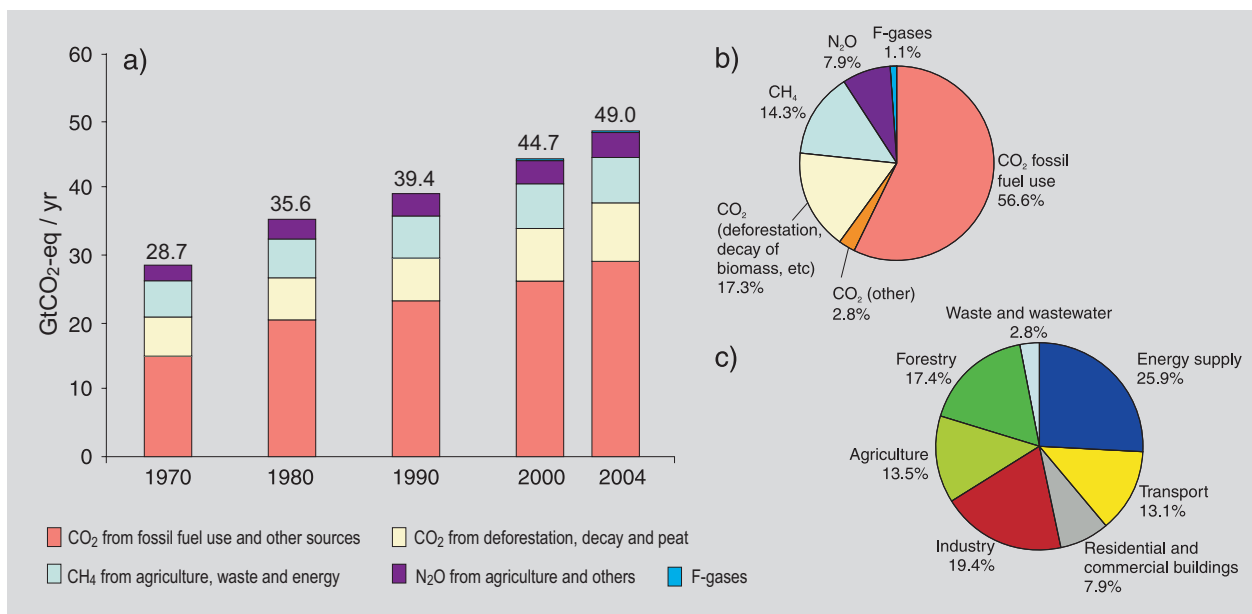 a)
GtCO₂-eq / yr
60
50
40
30
20
10
0
28.7
35.6
39.4
44.7
49.0
1970
1980
1990
2000
2004
CO₂ from fossil fuel use and other sources
CO₂ from deforestation, decay and peat
CH₄ from agriculture, waste and energy
N₂O from agriculture and others
F-gases
b)
F-gases
1.1%
N₂O
7.9%
CH₄
14.3%
CO₂ fossil
fuel use
56.6%
CO₂
(deforestation,
decay of
biomass, etc)
17.3%
CO₂ (other)
2.8%
c)
Waste and wastewater
2.8%
Forestry
17.4%
Energy supply
25.9%
Agriculture
13.5%
Transport
13.1%
Industry
19.4%
Residential and
commercial buildings
7.9%